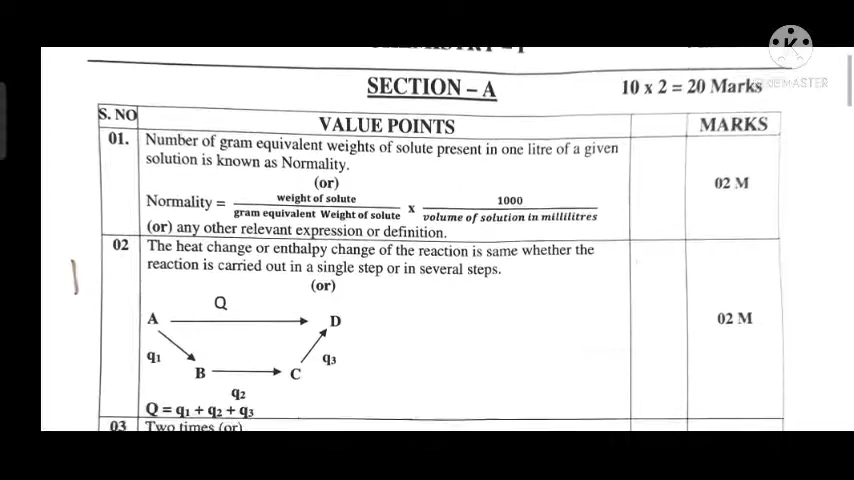 SECTION – A
10 x 2 = 20 Marks
S. NO
VALUE POINTS
MARKS
01.
Number of gram equivalent weights of solute present in one litre of a given
solution is known as Normality.
(or)
Normality = weight of solute / gram equivalent Weight of solute x 1000 / volume of solution in millilitres
(or) any other relevant expression or definition.
02 M
02
The heat change or enthalpy change of the reaction is same whether the
reaction is carried out in a single step or in several steps.
(or)
Q
A
D
q₁
q₃
B
C
q₂
Q = q₁ + q₂ + q₃
02 M
03
Two times (or)